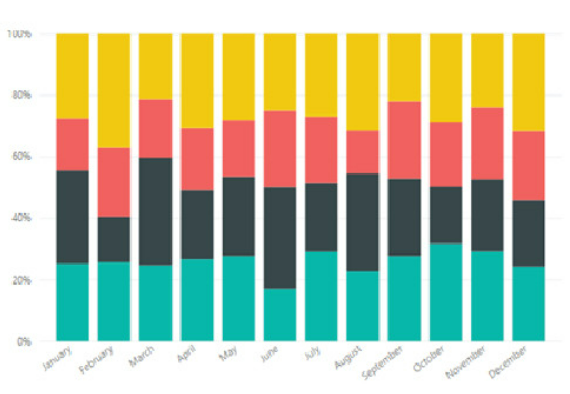 100%
80%
60%
40%
20%
0%
January
February
March
April
May
June
July
August
September
October
November
December